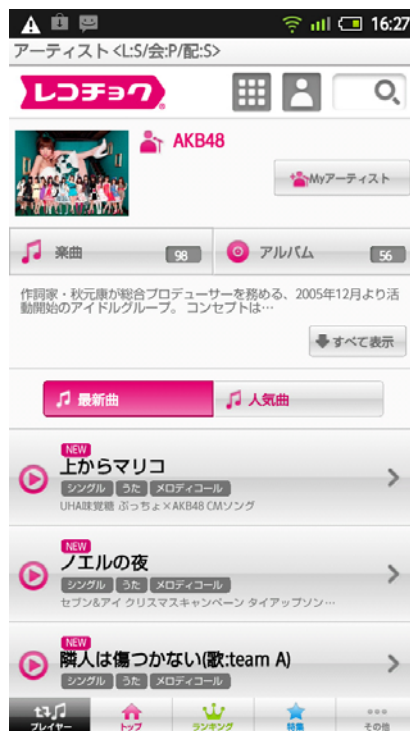 16:27
アーティスト<L:S/会:P/配:S>
レコチョク
AKB48
Myアーティスト
楽曲 98
アルバム 56
作詞家・秋元康が総合プロデューサーを務める、2005年12月より活
動開始のアイドルグループ。 コンセプトは…
すべて表示
最新曲
人気曲
NEW
上からマリコ
シングル うた メロディコール
UHA味覚糖 ぷっちょ×AKB48 CMソング
NEW
ノエルの夜
シングル うた メロディコール
セブン&アイ クリスマスキャンペーン タイアップソン…
NEW
隣人は傷つかない(歌:team A)
シングル うた メロディコール
プレイヤー トップ ランキング 特集 その他